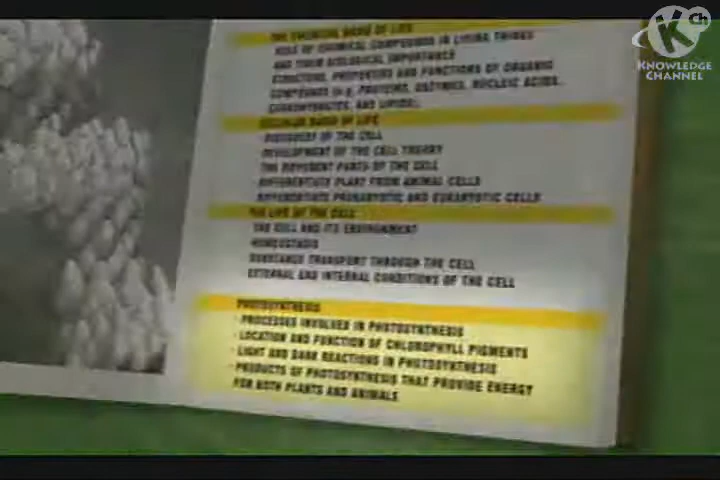 K Ch
KNOWLEDGE
CHANNEL
THE CHEMICAL BASIS OF LIFE
ROLE OF CHEMICAL COMPOUNDS IN LIVING THINGS
AND THEIR BIOLOGICAL IMPORTANCE
STRUCTURE, PROPERTIES AND FUNCTIONS OF ORGANIC
COMPOUNDS (e.g. PROTEINS, ENZYMES, NUCLEIC ACIDS,
CARBOHYDRATES, AND LIPIDS).
CELLULAR BASIS OF LIFE
DISCOVERY OF THE CELL
DEVELOPMENT OF THE CELL THEORY
THE DIFFERENT PARTS OF THE CELL
· DIFFERENTIATE PLANT FROM ANIMAL CELLS
DIFFERENTIATE PROKARYOTIC AND EUKARYOTIC CELLS
THE LIFE OF THE CELL
THE CELL AND ITS ENVIRONMENT
HOMEOSTASIS
SUBSTANCE TRANSPORT THROUGH THE CELL
EXTERNAL AND INTERNAL CONDITIONS OF THE CELL
PHOTOSYNTHESIS
· PROCESSES INVOLVED IN PHOTOSYNTHESIS
· LOCATION AND FUNCTION OF CHLOROPHYLL PIGMENTS
· LIGHT AND DARK REACTIONS IN PHOTOSYNTHESIS
· PRODUCTS OF PHOTOSYNTHESIS THAT PROVIDE ENERGY
FOR BOTH PLANTS AND ANIMALS